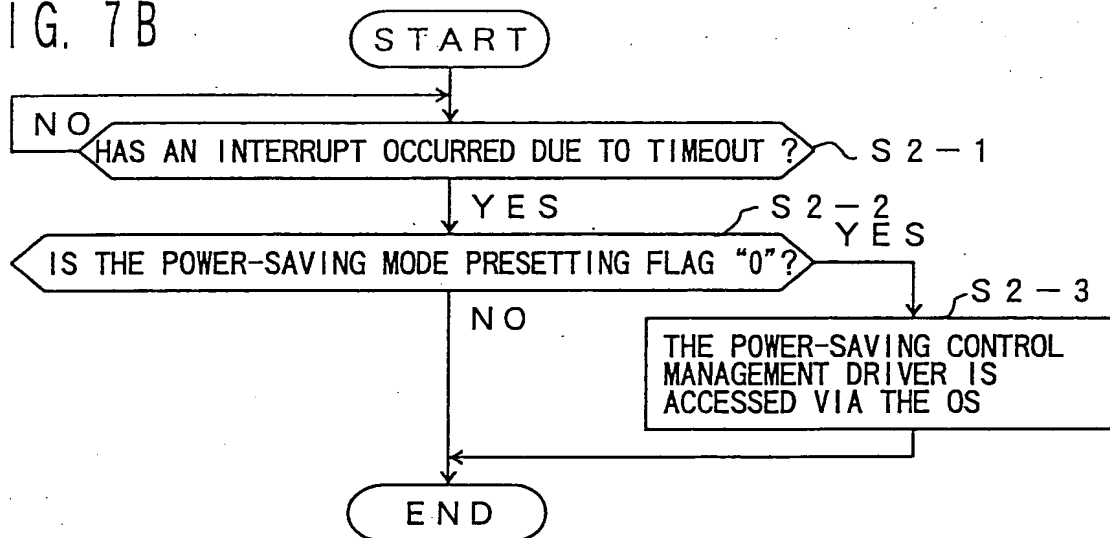 IG. 7B
START
NO
HAS AN INTERRUPT OCCURRED DUE TO TIMEOUT ?
S2-1
YES
S2-2
IS THE POWER-SAVING MODE PRESETTING FLAG “0”?
YES
NO
S2-3
THE POWER-SAVING CONTROL
MANAGEMENT DRIVER IS
ACCESSED VIA THE OS
END